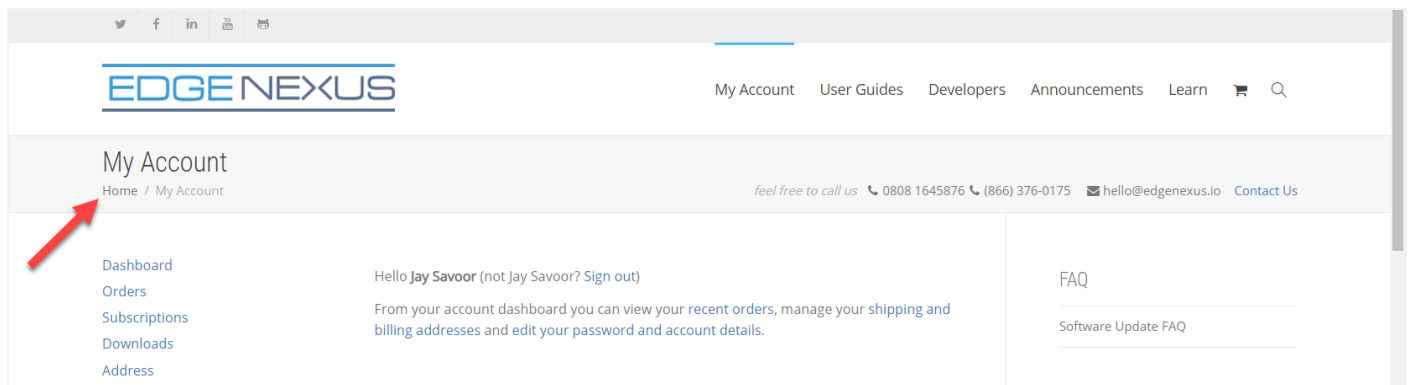 EDGENEXUS
My Account User Guides Developers Announcements Learn
My Account
Home / My Account
feel free to call us 0808 1645876 (866) 376-0175 hello@edgenexus.io Contact Us
Dashboard
Orders
Subscriptions
Downloads
Address
Hello Jay Savoor (not Jay Savoor? Sign out)
From your account dashboard you can view your recent orders, manage your shipping and
billing addresses and edit your password and account details.
FAQ
Software Update FAQ